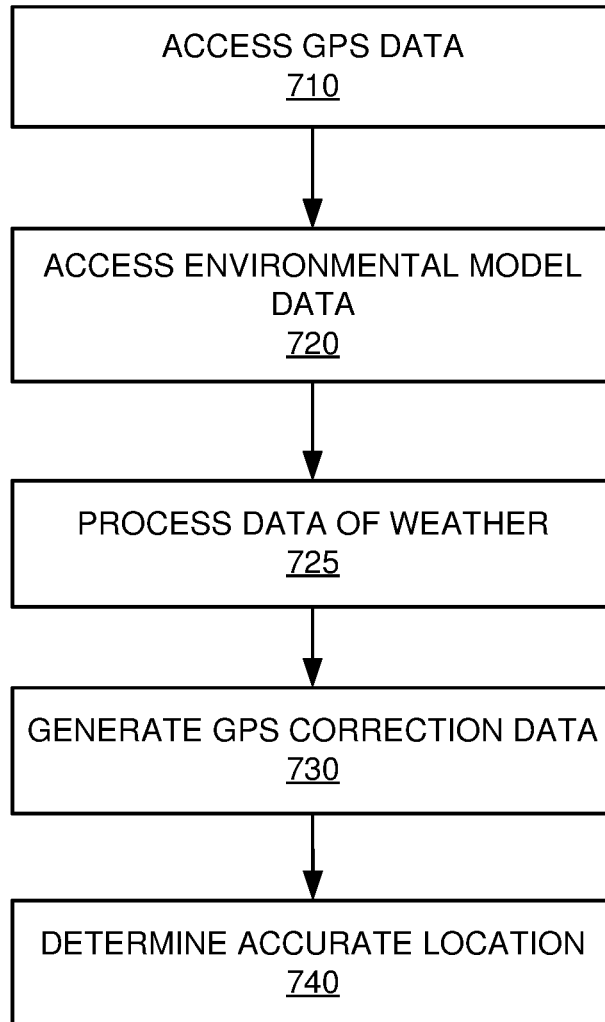 ACCESS GPS DATA
710
ACCESS ENVIRONMENTAL MODEL
DATA
720
PROCESS DATA OF WEATHER
725
GENERATE GPS CORRECTION DATA
730
DETERMINE ACCURATE LOCATION
740